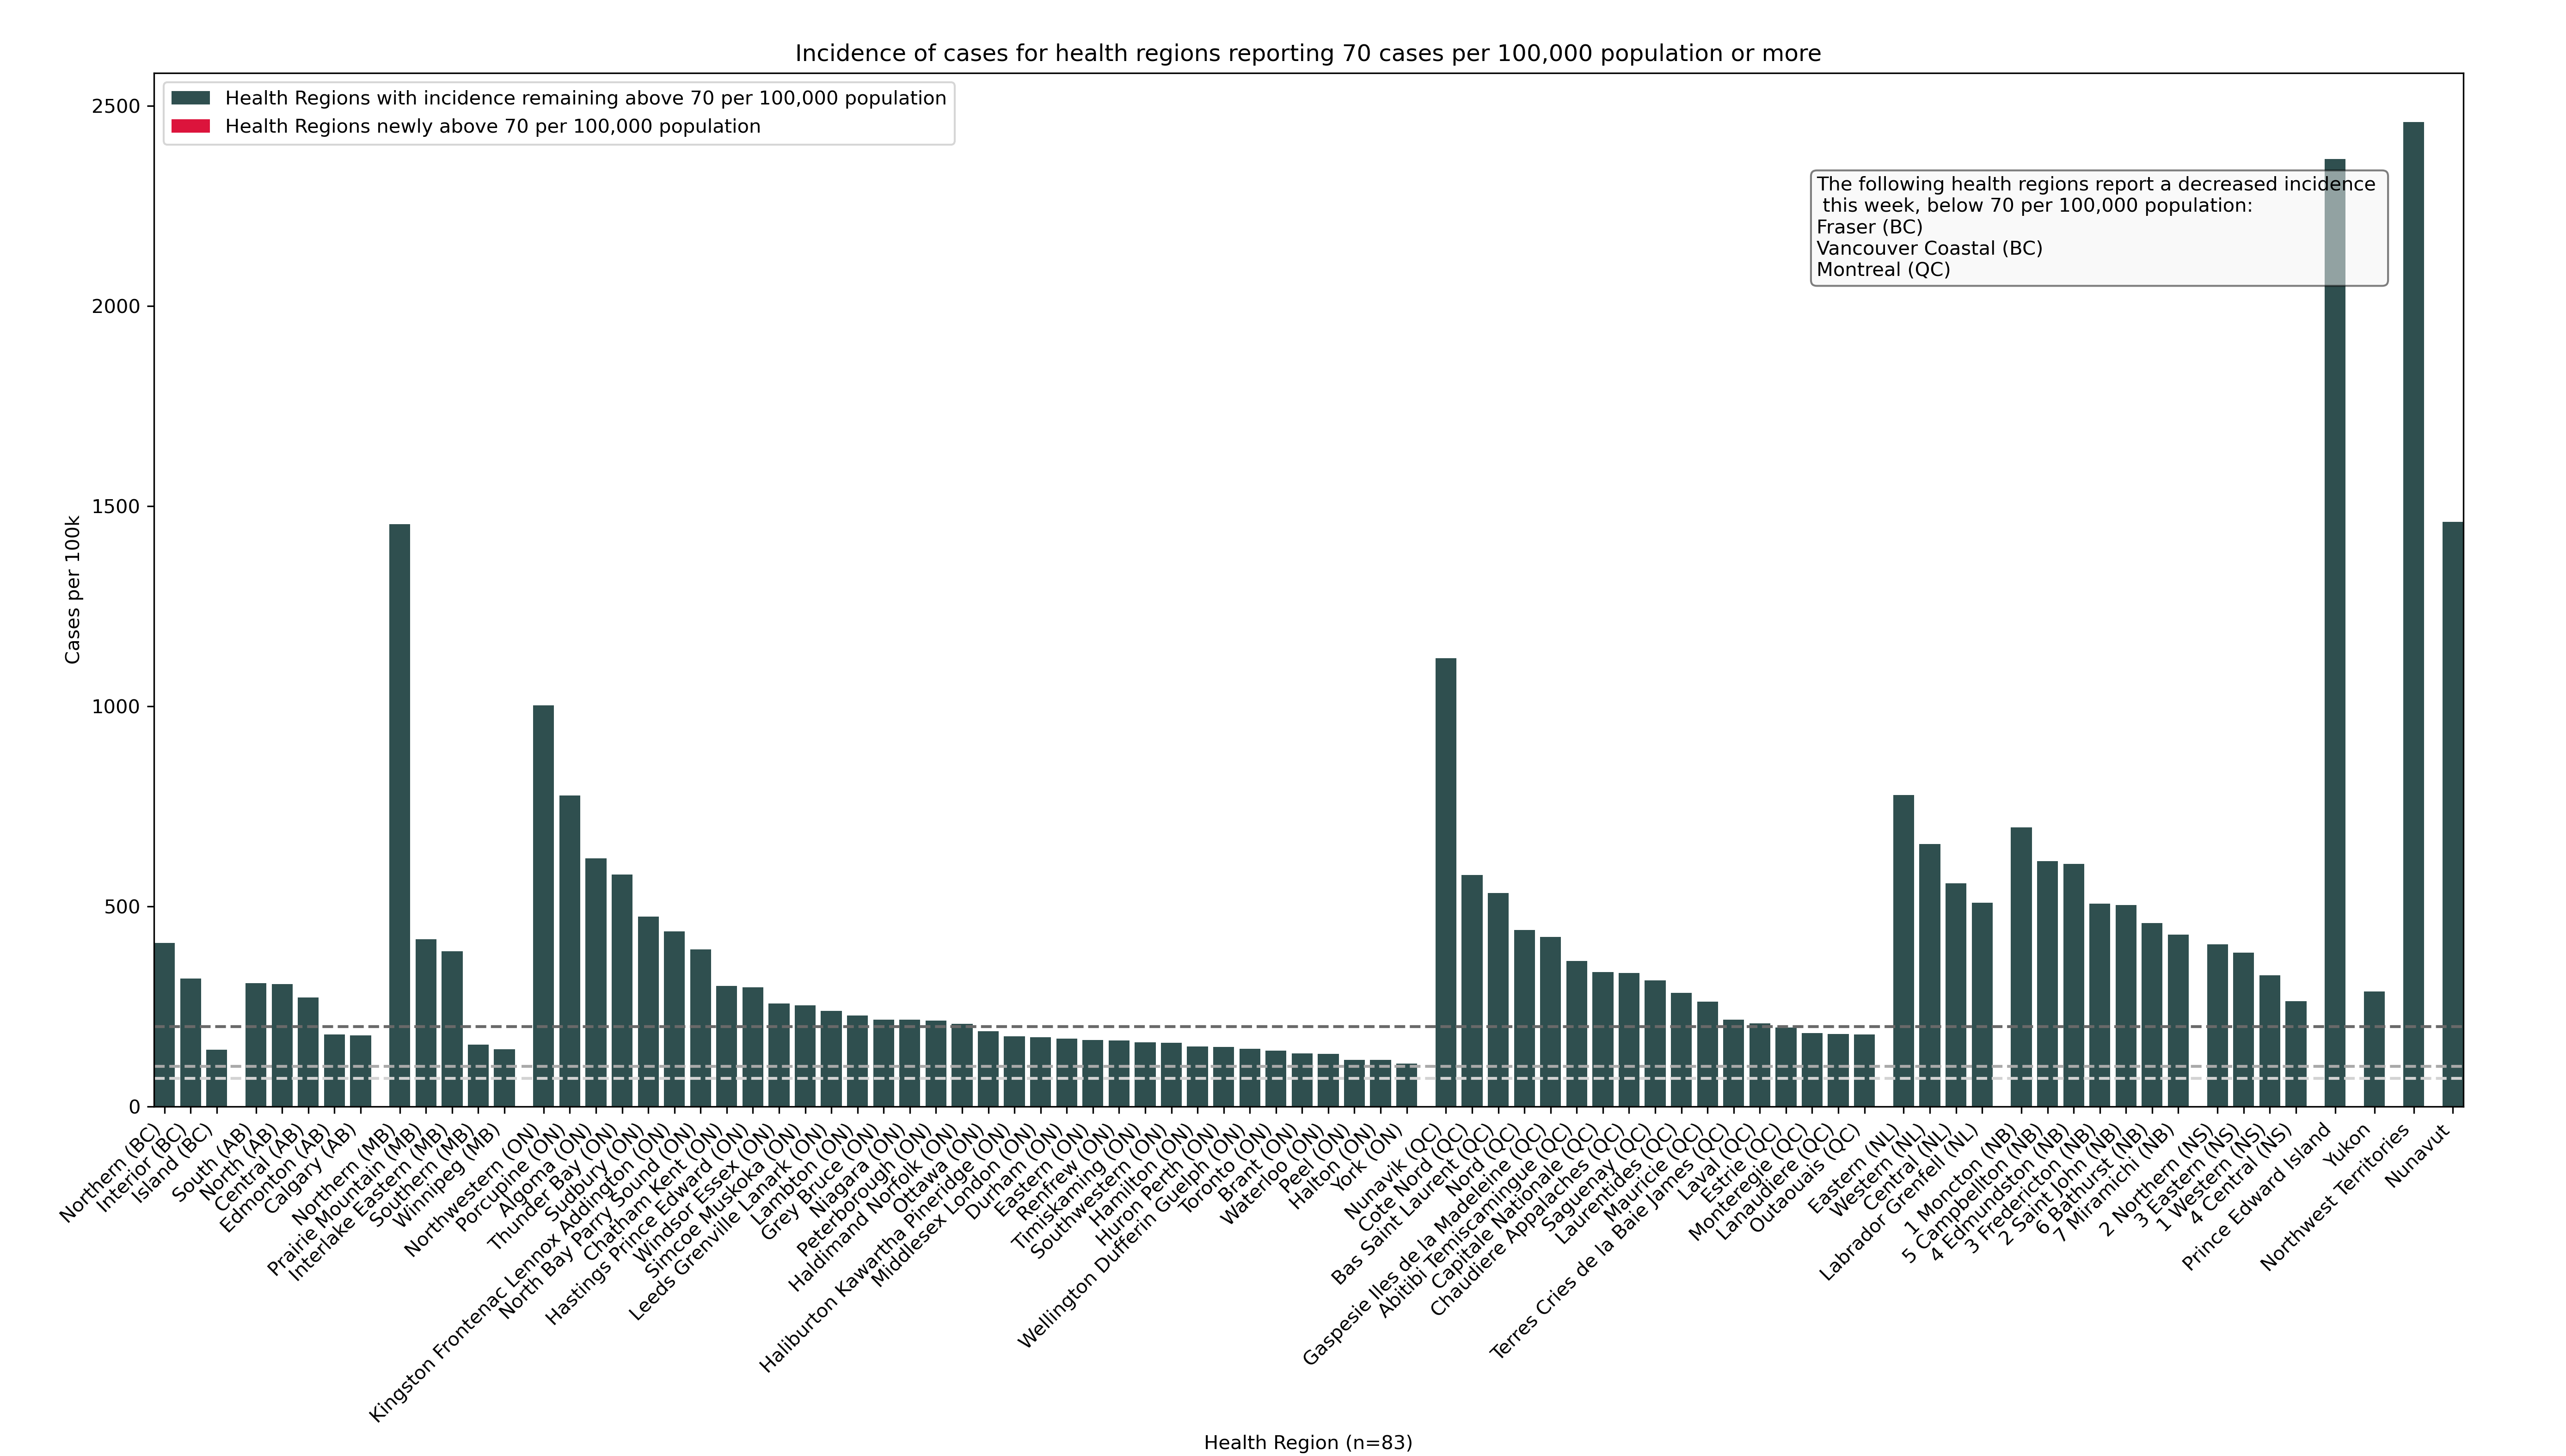 Incidence of cases for health regions reporting 70 cases per 100,000 population or more
Health Regions with incidence remaining above 70 per 100,000 population
Health Regions newly above 70 per 100,000 population
The following health regions report a decreased incidence
this week, below 70 per 100,000 population:
Fraser (BC)
Vancouver Coastal (BC)
Montreal (QC)
Cases per 100k
2500
2000
1500
1000
500
0
Northern (BC)
Interior (BC)
Island (BC)
South (AB)
North (AB)
Central (AB)
Edmonton (AB)
Calgary (AB)
Northern (MB)
Prairie Mountain (MB)
Interlake Eastern (MB)
Southern (MB)
Winnipeg (MB)
Northwestern (ON)
Porcupine (ON)
Algoma (ON)
Thunder Bay (ON)
Sudbury (ON)
Kingston Frontenac Lennox Addington (ON)
North Bay Parry Sound (ON)
Chatham Kent (ON)
Hastings Prince Edward (ON)
Windsor Essex (ON)
Simcoe Muskoka (ON)
Leeds Grenville Lanark (ON)
Lambton (ON)
Grey Bruce (ON)
Niagara (ON)
Peterborough (ON)
Haldimand Norfolk (ON)
Ottawa (ON)
Haliburton Kawartha Pineridge (ON)
Middlesex London (ON)
Durham (ON)
Eastern (ON)
Renfrew (ON)
Timiskaming (ON)
Southwestern (ON)
Hamilton (ON)
Huron Perth (ON)
Wellington Dufferin Guelph (ON)
Toronto (ON)
Brant (ON)
Waterloo (ON)
Peel (ON)
Halton (ON)
York (ON)
Nunavik (QC)
Cote Nord (QC)
Bas Saint Laurent (QC)
Nord (QC)
Gaspesie Iles de la Madeleine (QC)
Abitibi Temiscamingue (QC)
Capitale Nationale (QC)
Chaudiere Appalaches (QC)
Saguenay (QC)
Laurentides (QC)
Mauricie (QC)
Terres Cries de la Baie James (QC)
Laval (QC)
Estrie (QC)
Monteregie (QC)
Lanaudiere (QC)
Outaouais (QC)
Eastern (NL)
Western (NL)
Central (NL)
Labrador Grenfell (NL)
1 Moncton (NB)
5 Campbellton (NB)
4 Edmundston (NB)
3 Fredericton (NB)
2 Saint John (NB)
6 Bathurst (NB)
7 Miramichi (NB)
2 Northern (NS)
3 Eastern (NS)
1 Western (NS)
4 Central (NS)
Prince Edward Island
Yukon
Northwest Territories
Nunavut
Health Region (n=83)